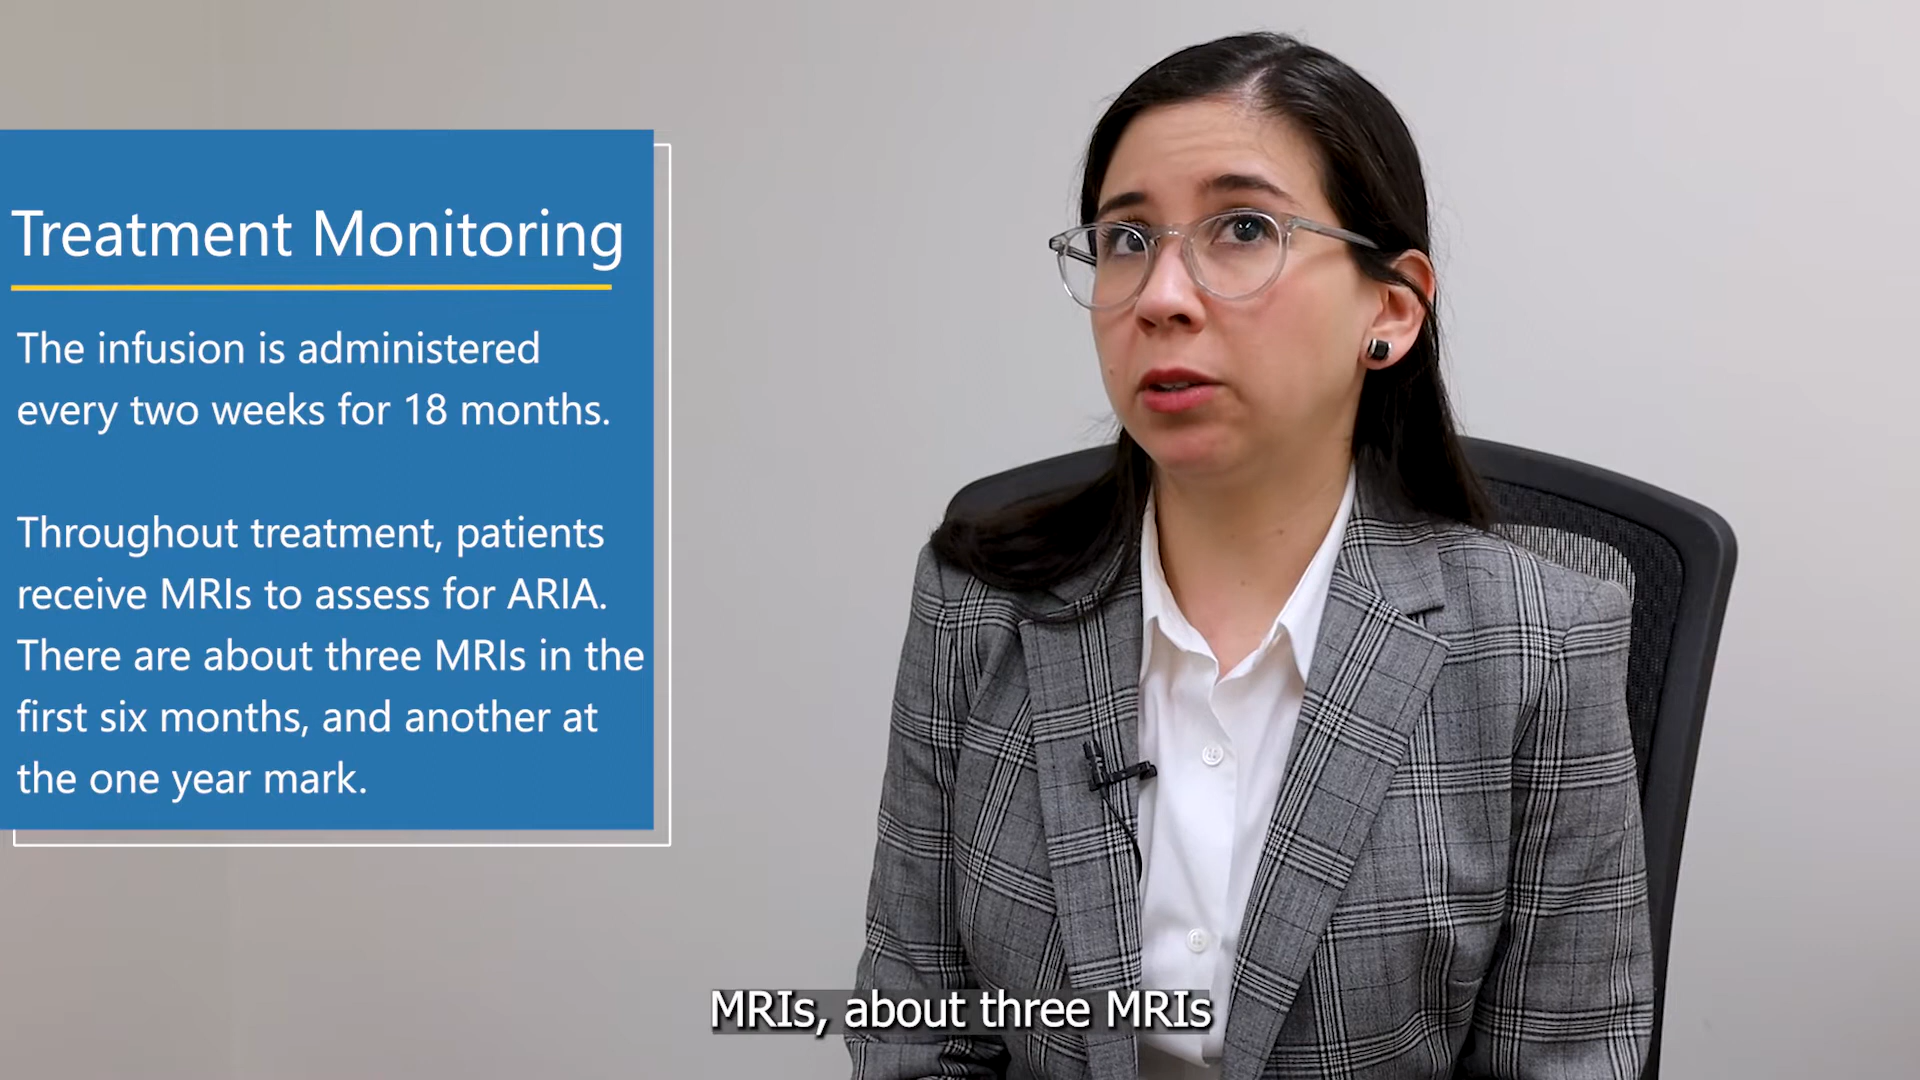 Treatment Monitoring
The infusion is administered
every two weeks for 18 months.
Throughout treatment, patients
receive MRIs to assess for ARIA.
There are about three MRIs in the
first six months, and another at
the one year mark.
MRIs, about three MRIs